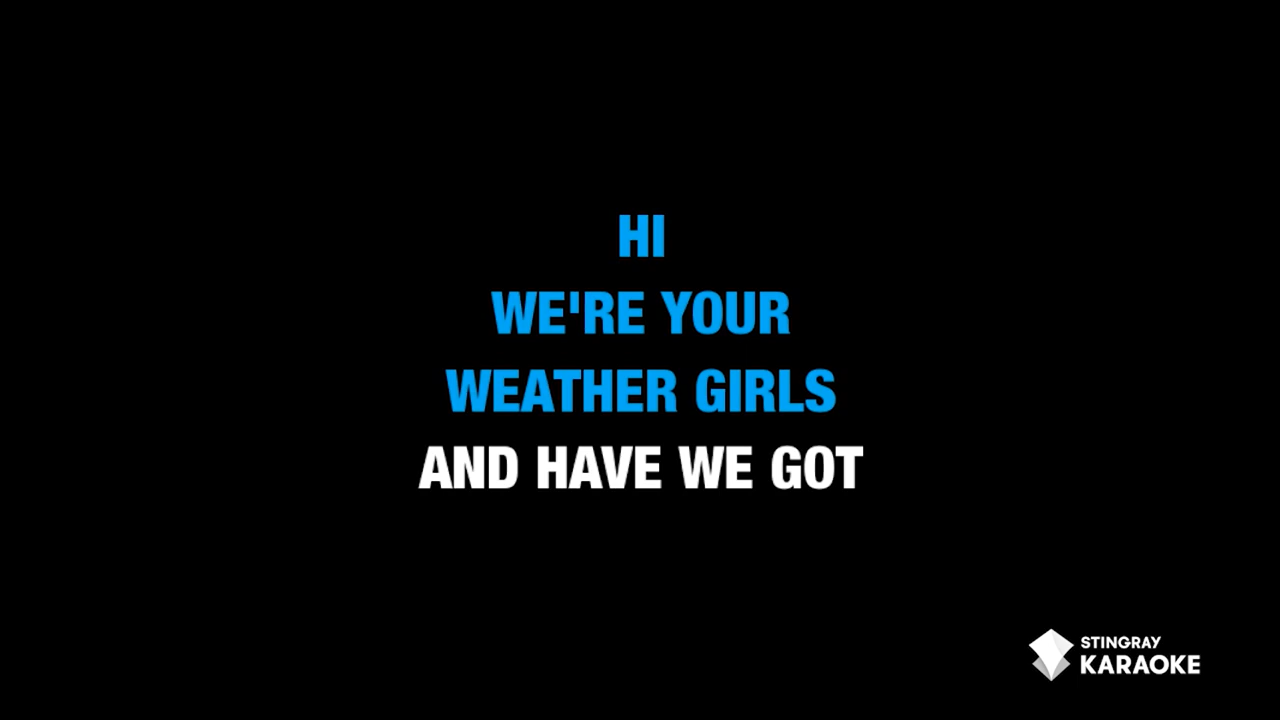 HI
WE'RE YOUR
WEATHER GIRLS
AND HAVE WE GOT
STINGRAY
KARAOKE